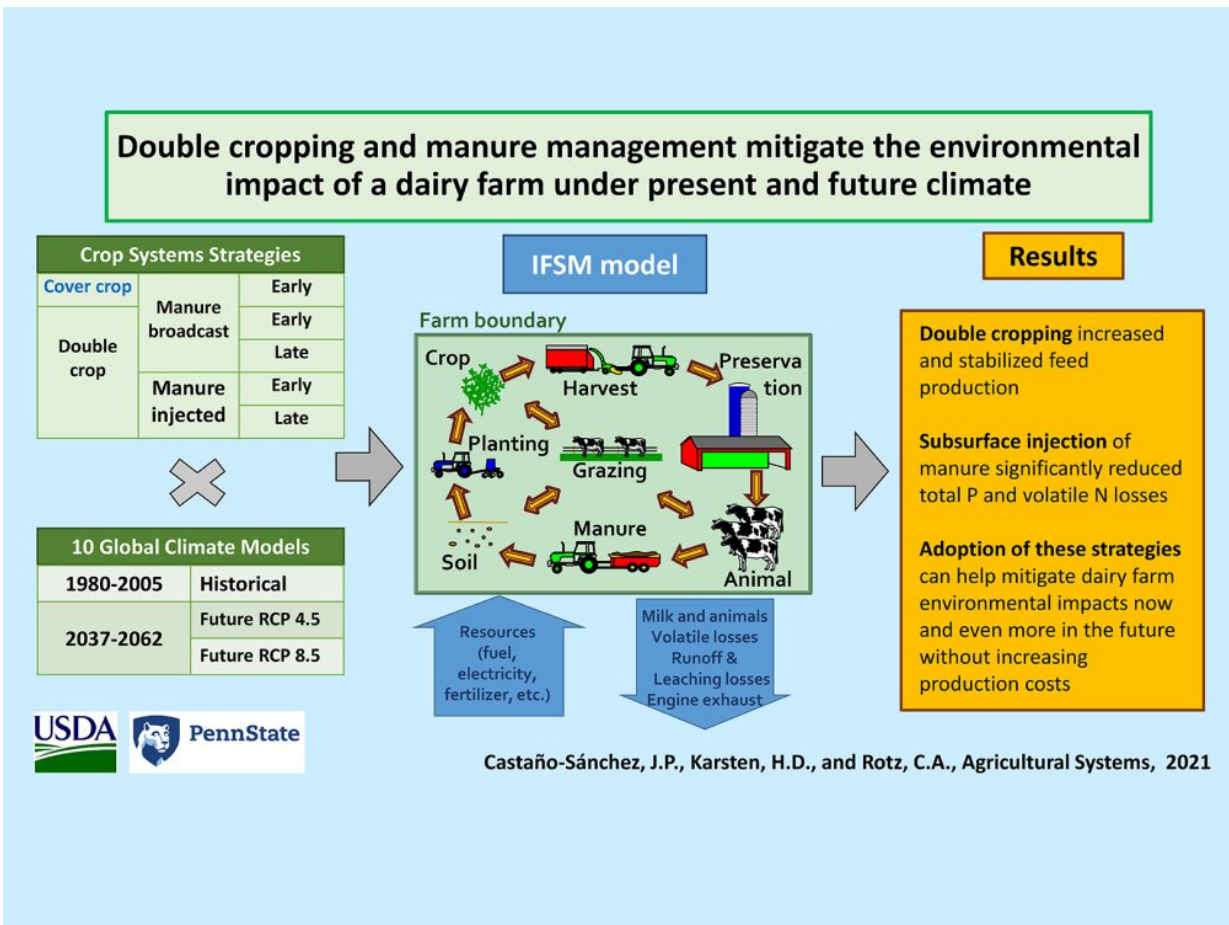 Double cropping and manure management mitigate the environmental
impact of a dairy farm under present and future climate
Crop Systems Strategies
Cover crop
Manure
broadcast
Early
Double
crop
Early
Late
Manure
injected
Early
Late
10 Global Climate Models
1980-2005
Historical
2037-2062
Future RCP 4.5
Future RCP 8.5
USDA
PennState
IFSM model
Farm boundary
Crop
Harvest
Preserva
tion
Planting
Grazing
Soil
Manure
Animal
Resources
(fuel,
electricity,
fertilizer, etc.)
Milk and animals
Volatile losses
Runoff &
Leaching losses
Engine exhaust
Results
Double cropping increased
and stabilized feed
production
Subsurface injection of
manure significantly reduced
total P and volatile N losses
Adoption of these strategies
can help mitigate dairy farm
environmental impacts now
and even more in the future
without increasing
production costs
Castaño-Sánchez, J.P., Karsten, H.D., and Rotz, C.A., Agricultural Systems, 2021